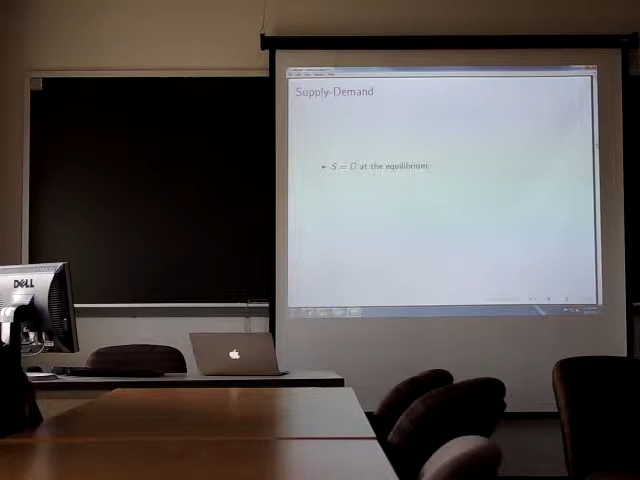 Supply-Demand
► S = D at the equilibrium.
DELL